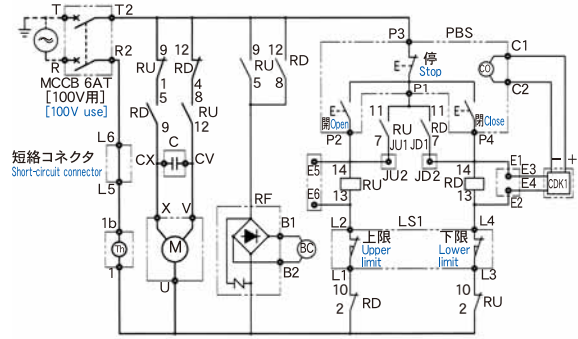 T
T2
P3
PBS
R
R2
MCCB 6AT
[100V用]
[100V use]
9
12
RU
RD
1
4
5
8
RD
RU
9
12
C
CX
CV
9
12
RU
RD
5
8
停
Stop
CO
C1
C2
P1
開Open
閉Close
P2
P4
11
11
RU
RD
7
7
JU1
JD1
JU2
JD2
L6
短絡コネクタ
Short-circuit connector
L5
E5
E6
14
RU
13
14
RD
13
E1
E3
E4
E2
CDK1
−
+
1b
Th
1
X
V
M
U
RF
B1
BC
B2
L2
LS1
L4
上限
Upper
limit
下限
Lower
limit
L1
L3
10
RD
2
10
RU
2